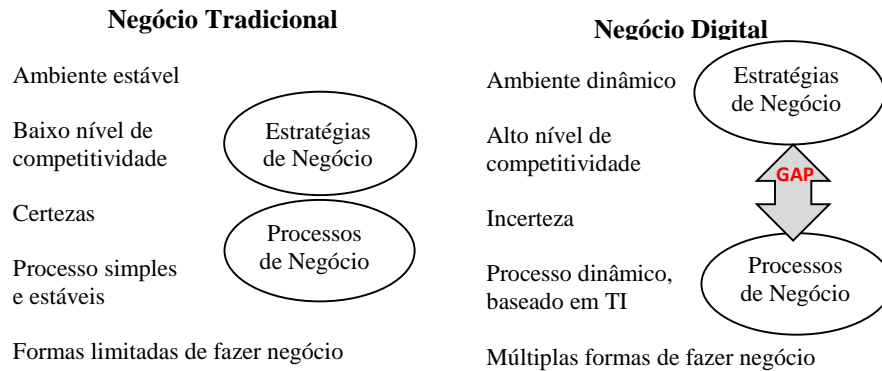 Negócio Tradicional
Ambiente estável
Baixo nível de
competitividade
Certezas
Processo simples
e estáveis
Formas limitadas de fazer negócio
Estratégias
de Negócio
Processos
de Negócio
Negócio Digital
Ambiente dinâmico
Alto nível de
competitividade
Incerteza
Processo dinâmico,
baseado em TI
Múltiplas formas de fazer negócio
Estratégias
de Negócio
GAP
Processos
de Negócio